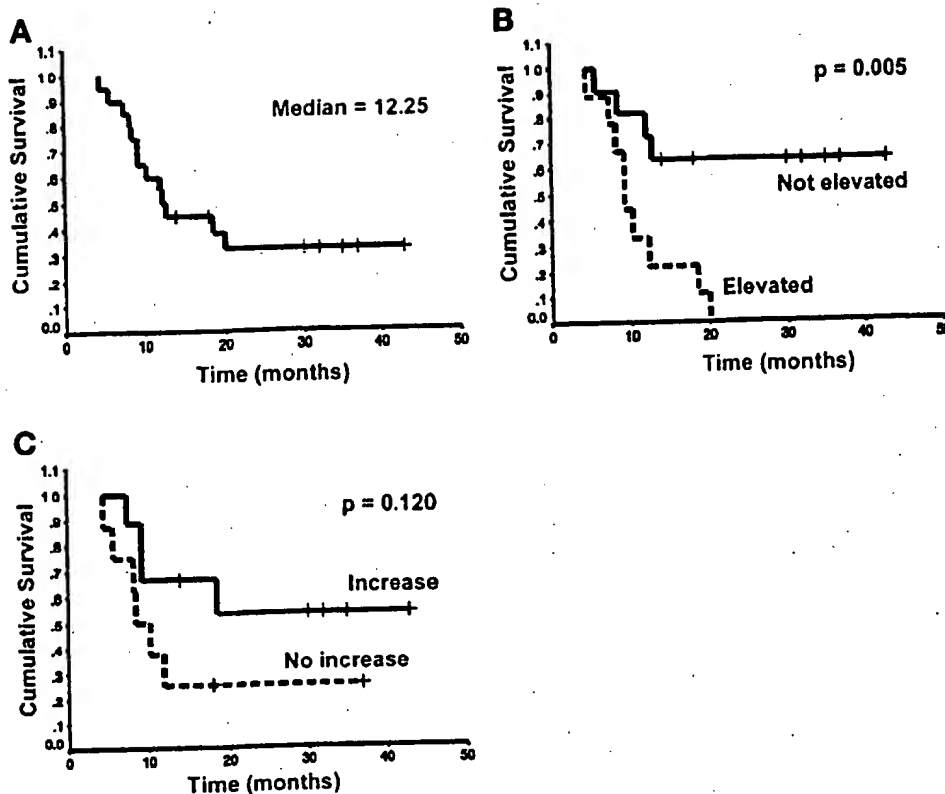 A
1.1
1.0
.9
.8
.7
.6
.5
.4
.3
.2
.1
0.0
Cumulative Survival
Median = 12.25
0 10 20 30 40 50
Time (months)
B
1.1
1.0
.9
.8
.7
.6
.5
.4
.3
.2
.1
0.0
Cumulative Survival
p = 0.005
Not elevated
Elevated
0 10 20 30 40 50
Time (months)
C
1.1
1.0
.9
.8
.7
.6
.5
.4
.3
.2
.1
0.0
Cumulative Survival
p = 0.120
Increase
No increase
0 10 20 30 40 50
Time (months)